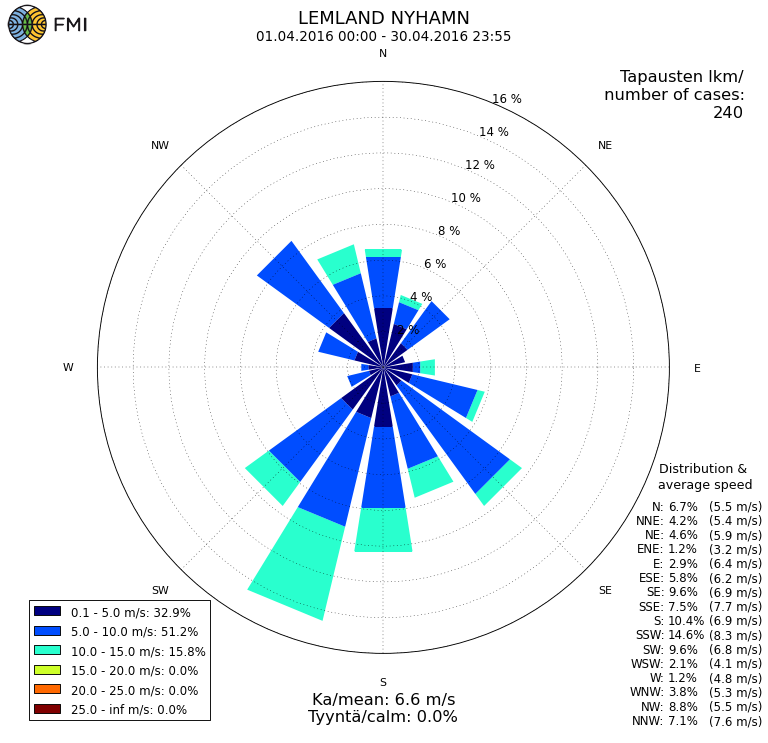 FMI
LEMLAND NYHAMN
01.04.2016 00:00 - 30.04.2016 23:55
Tapausten lkm/
number of cases:
240
N
NE
E
SE
S
SW
W
NW
16 %
14 %
12 %
10 %
8 %
6 %
4 %
2 %
Distribution &
average speed
N: 6.7% (5.5 m/s)
NNE: 4.2% (5.4 m/s)
NE: 4.6% (5.9 m/s)
ENE: 1.2% (3.2 m/s)
E: 2.9% (6.4 m/s)
ESE: 5.8% (6.2 m/s)
SE: 9.6% (6.9 m/s)
SSE: 7.5% (7.7 m/s)
S: 10.4% (6.9 m/s)
SSW: 14.6% (8.3 m/s)
SW: 9.6% (6.8 m/s)
WSW: 2.1% (4.1 m/s)
W: 1.2% (4.8 m/s)
WNW: 3.8% (5.3 m/s)
NW: 8.8% (5.5 m/s)
NNW: 7.1% (7.6 m/s)
0.1 - 5.0 m/s: 32.9%
5.0 - 10.0 m/s: 51.2%
10.0 - 15.0 m/s: 15.8%
15.0 - 20.0 m/s: 0.0%
20.0 - 25.0 m/s: 0.0%
25.0 - inf m/s: 0.0%
Ka/mean: 6.6 m/s
Tyyntä/calm: 0.0%